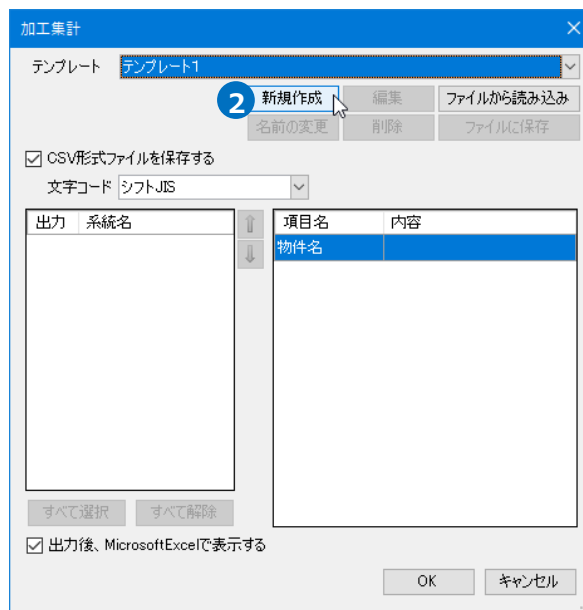 加工集計
テンプレート テンプレート1
2 新規作成 編集 ファイルから読み込み
名前の変更 削除 ファイルに保存
CSV形式ファイルを保存する
文字コード シフトJIS
出力 系統名 項目名 内容
物件名
すべて選択 すべて解除
出力後、MicrosoftExcelで表示する
OK キャンセル